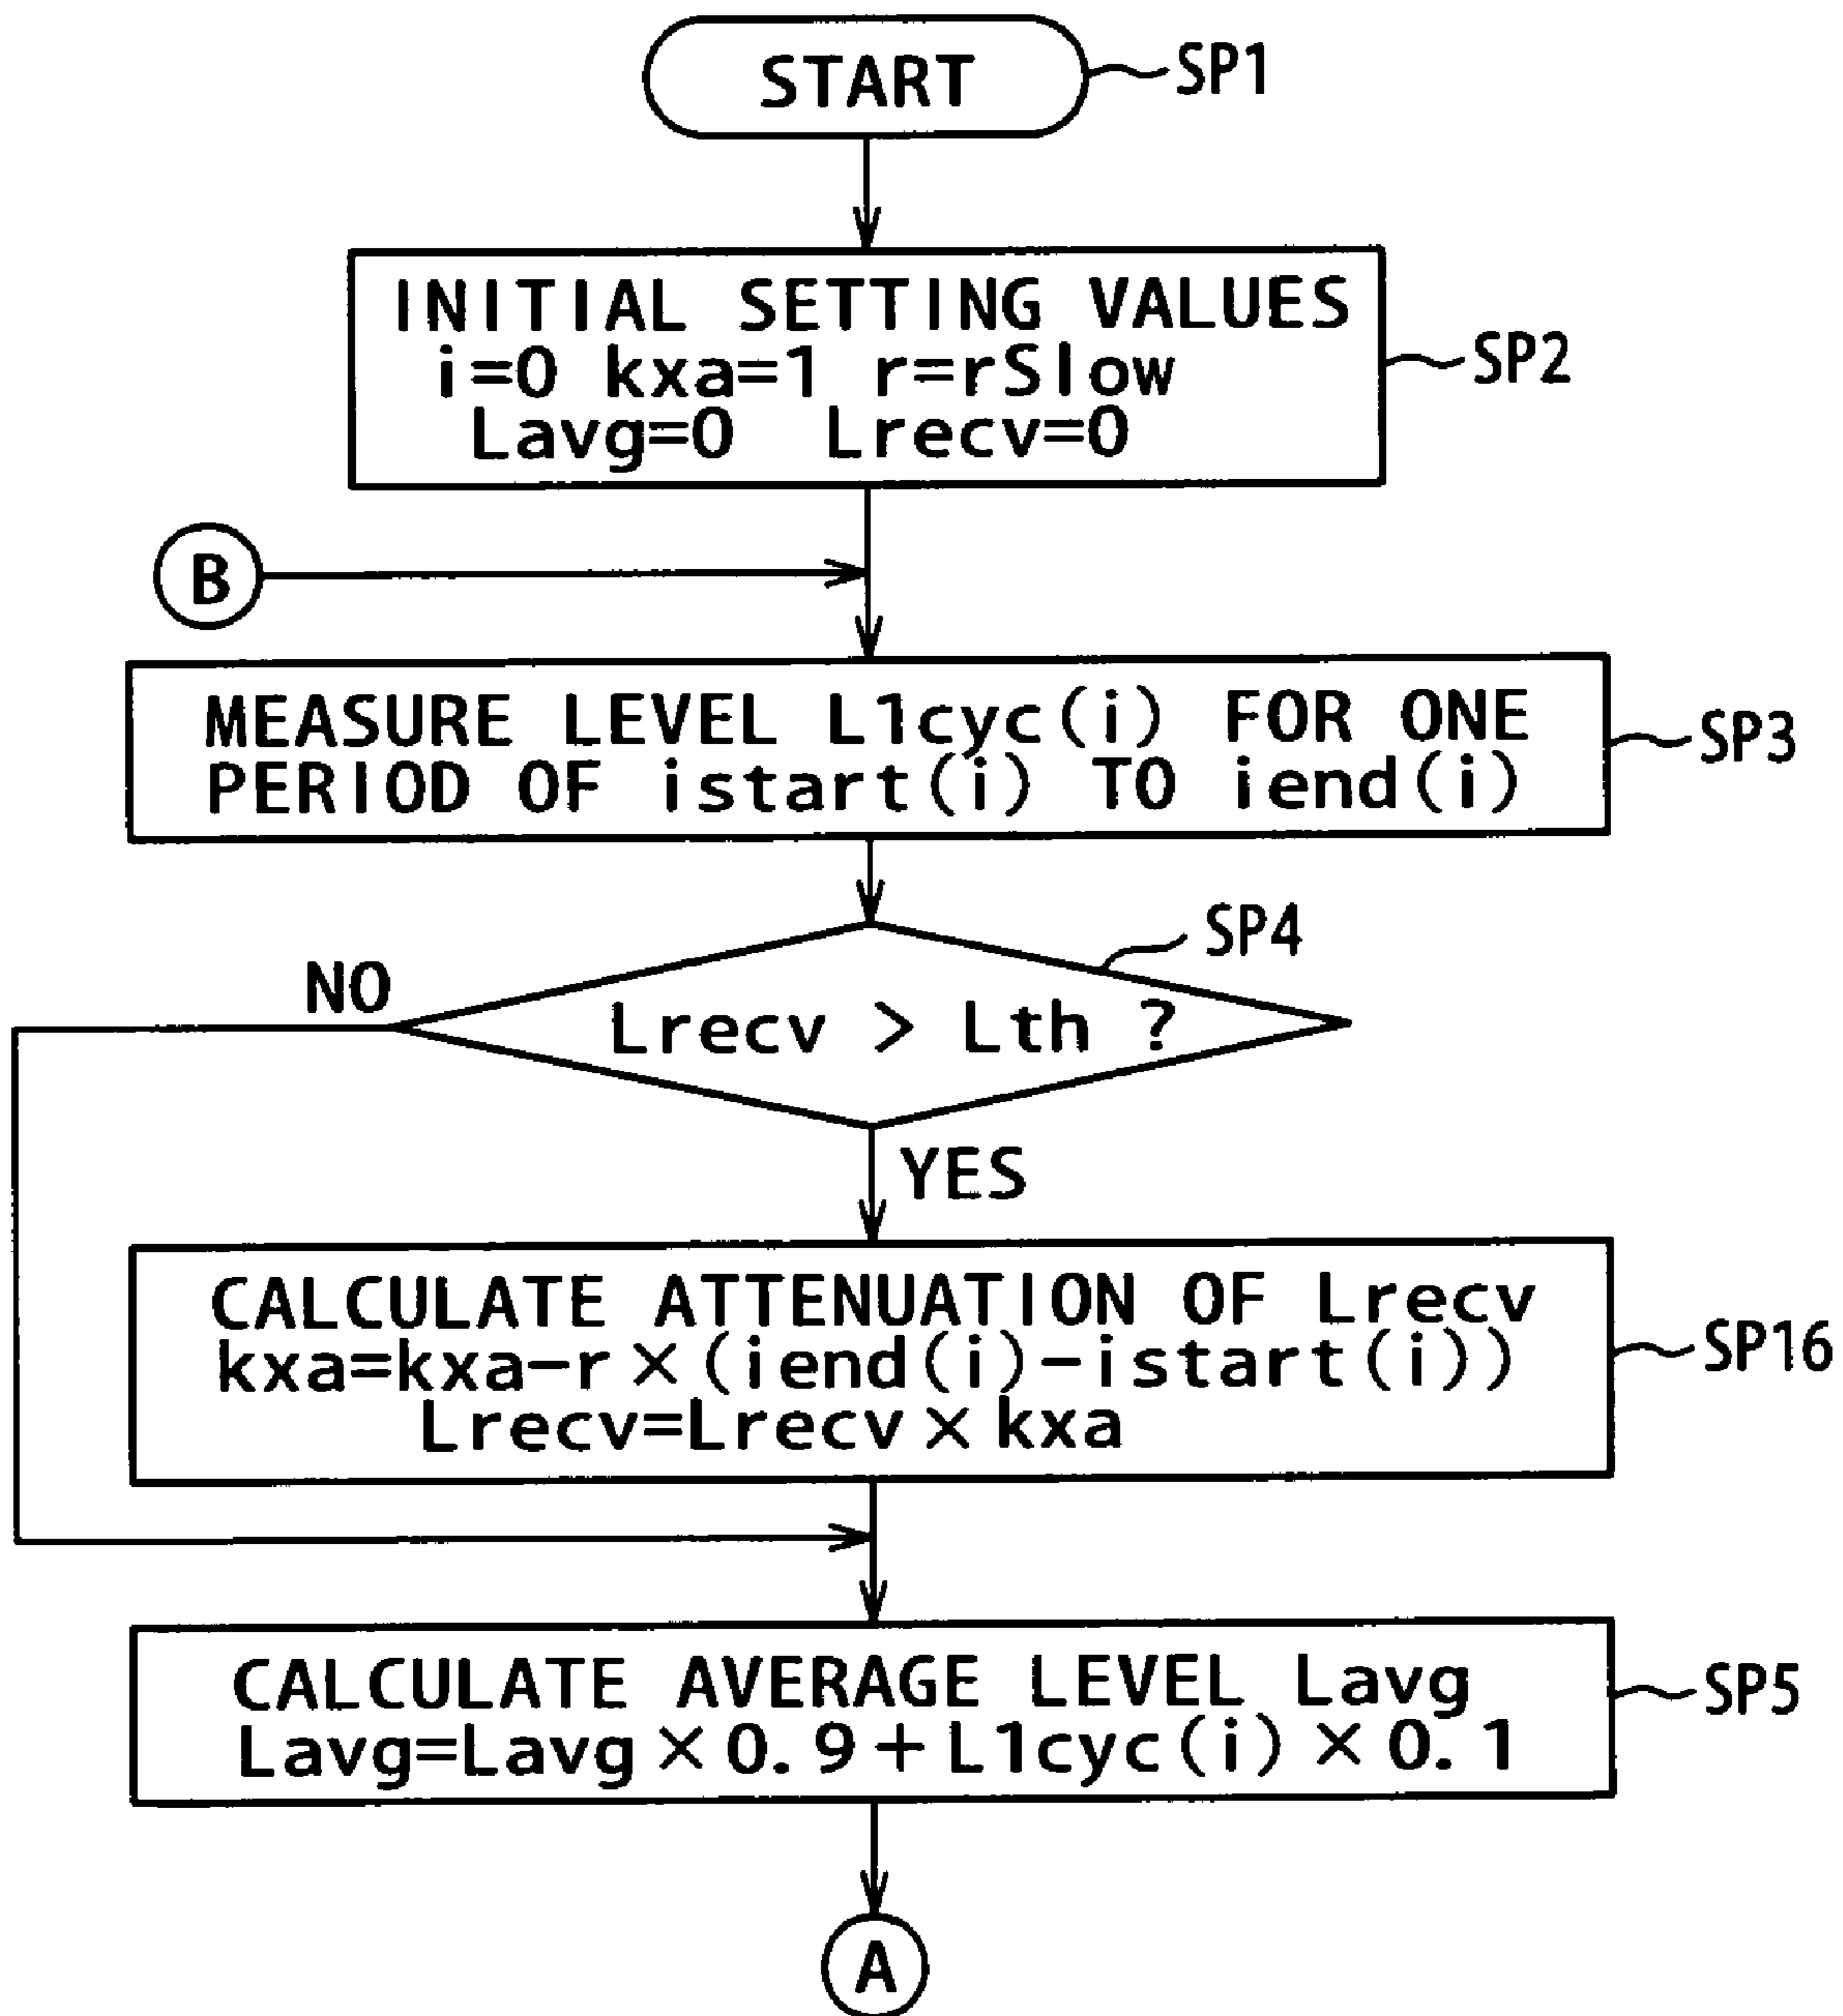 START
SP1
INITIAL SETTING VALUES
i=0 kxa=1 r=rSlow
Lavg=0 Lrecv=0
SP2
B
MEASURE LEVEL L1cyc(i) FOR ONE
PERIOD OF istart(i) TO iend(i)
SP3
SP4
NO
Lrecv > Lth ?
YES
CALCULATE ATTENUATION OF Lrecv
kxa=kxa-r×(iend(i)-istart(i))
Lrecv=Lrecv×kxa
SP16
CALCULATE AVERAGE LEVEL Lavg
Lavg=Lavg×0.9+L1cyc(i)×0.1
SP5
A